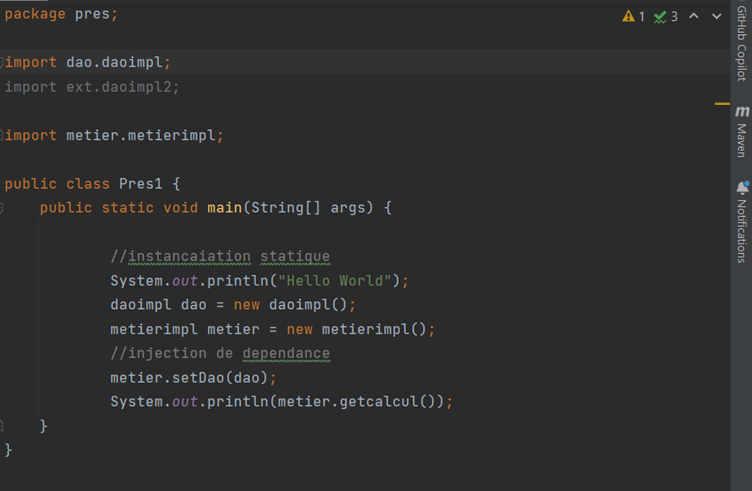 package pres;
1 3
import dao.daoimpl;
import ext.daoimpl2;
import metier.metierimpl;
public class Pres1 {
public static void main(String[] args) {
//instancaiation statique
System.out.println("Hello World");
daoimpl dao = new daoimpl();
metierimpl metier = new metierimpl();
//injection de dependance
metier.setDao(dao);
System.out.println(metier.getcalcul());
}
}
GitHub Copilot
m Maven
Notifications